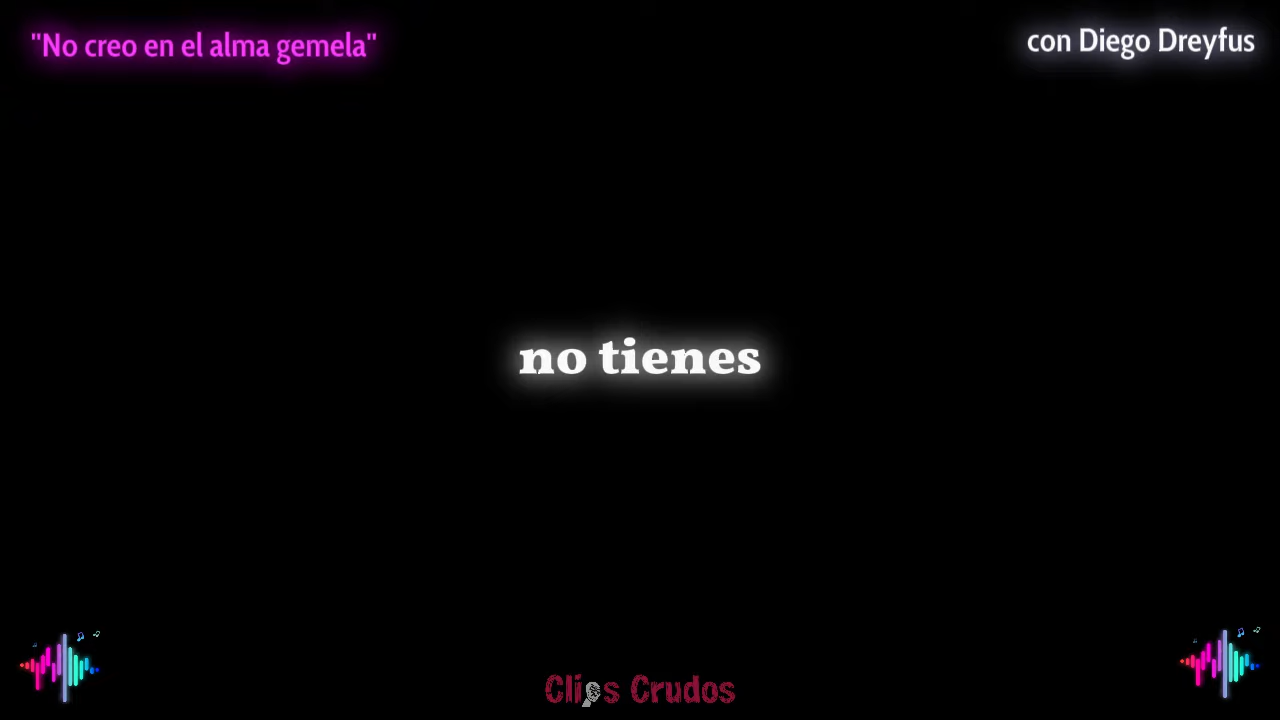 "No creo en el alma gemela"
con Diego Dreyfus
no tienes
Clips Crudos